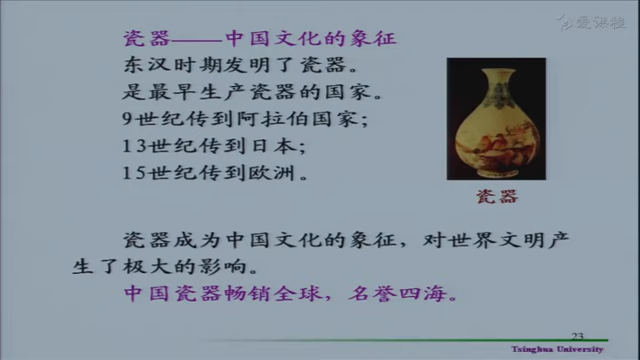 爱课程
瓷器——中国文化的象征
东汉时期发明了瓷器。
是最早生产瓷器的国家。
9世纪传到阿拉伯国家；
13世纪传到日本；
15世纪传到欧洲。
瓷器
瓷器成为中国文化的象征，对世界文明产
生了极大的影响。
中国瓷器畅销全球，名誉四海。
23
Tsinghua University